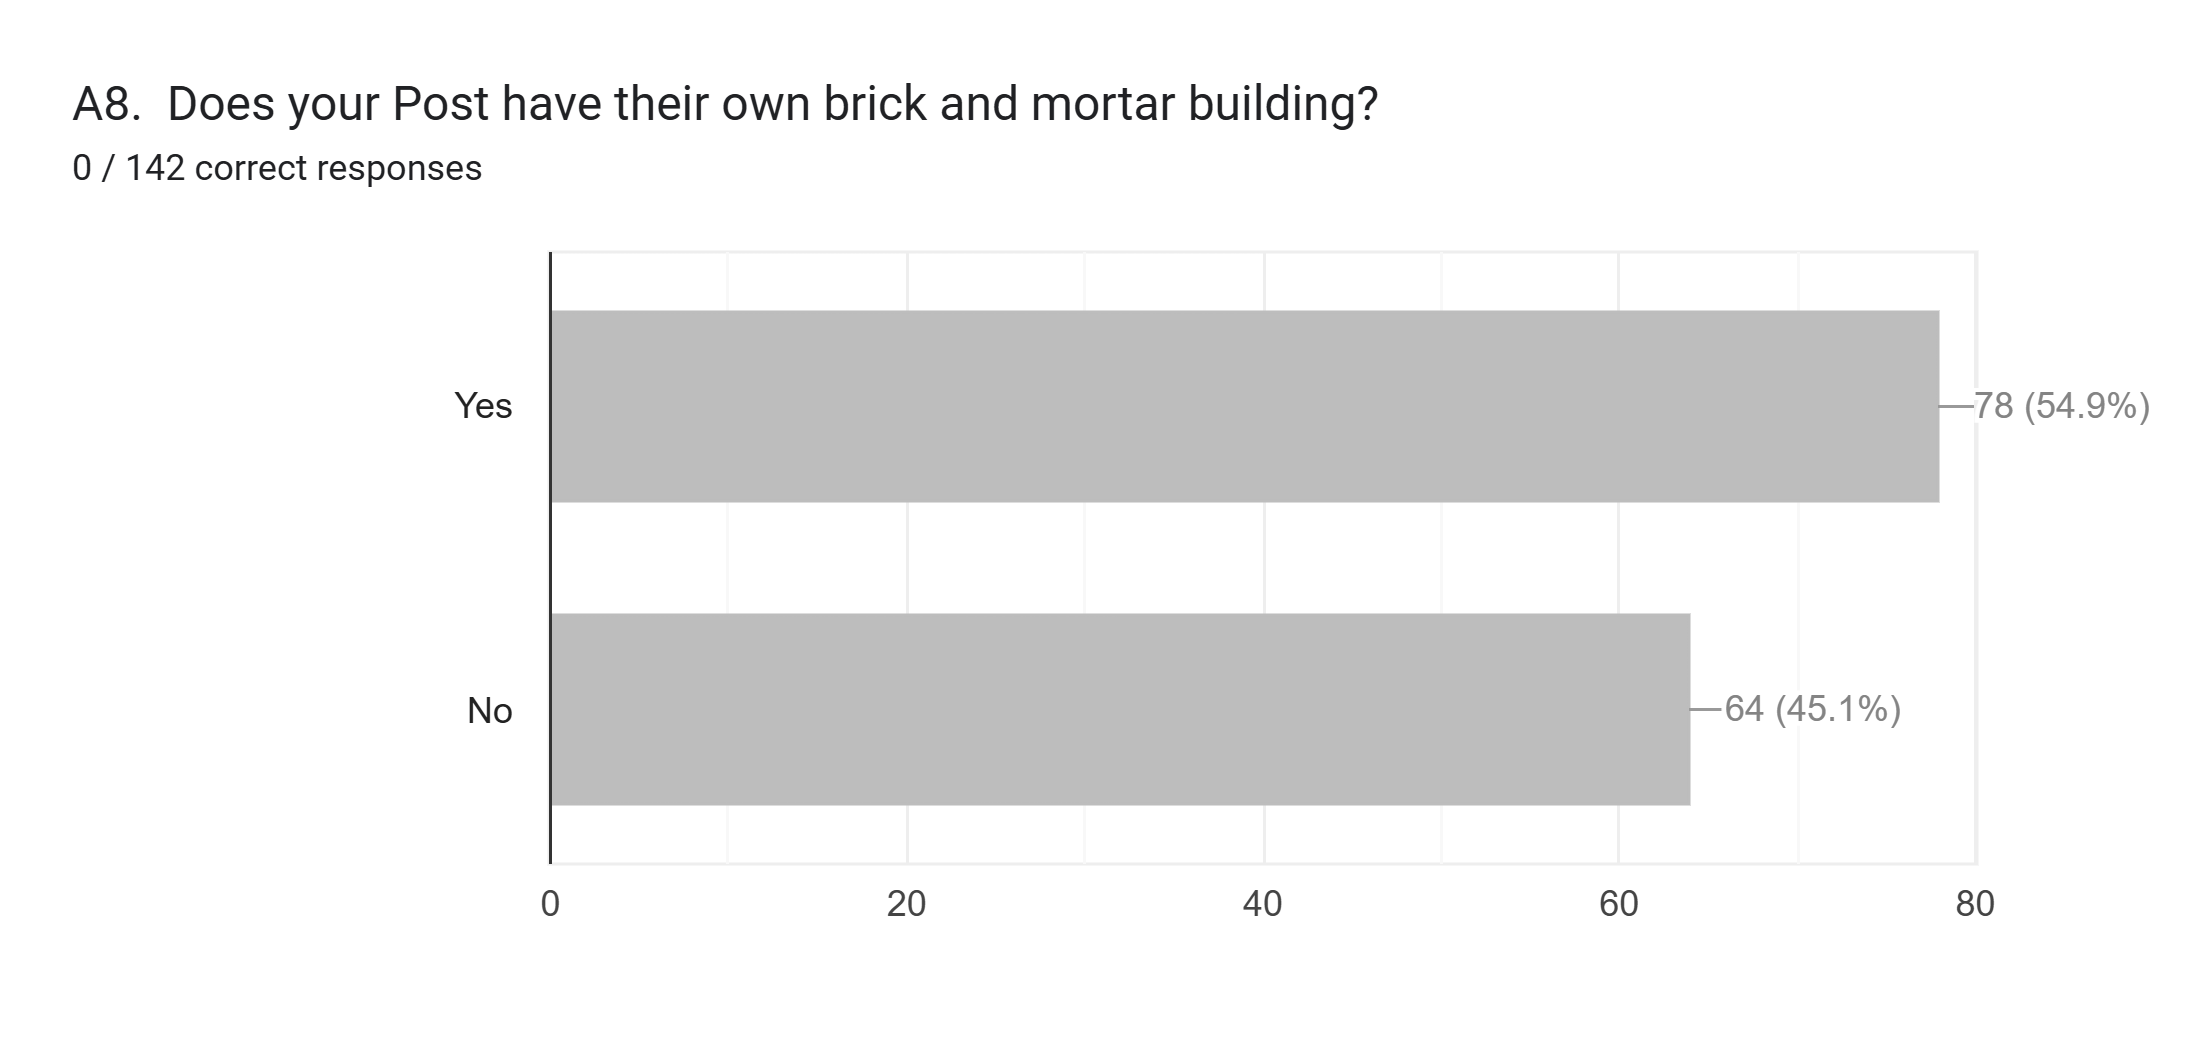 A8.  Does your Post have their own brick and mortar building?
0 / 142 correct responses
Yes
78 (54.9%)
No
64 (45.1%)
0 20 40 60 80